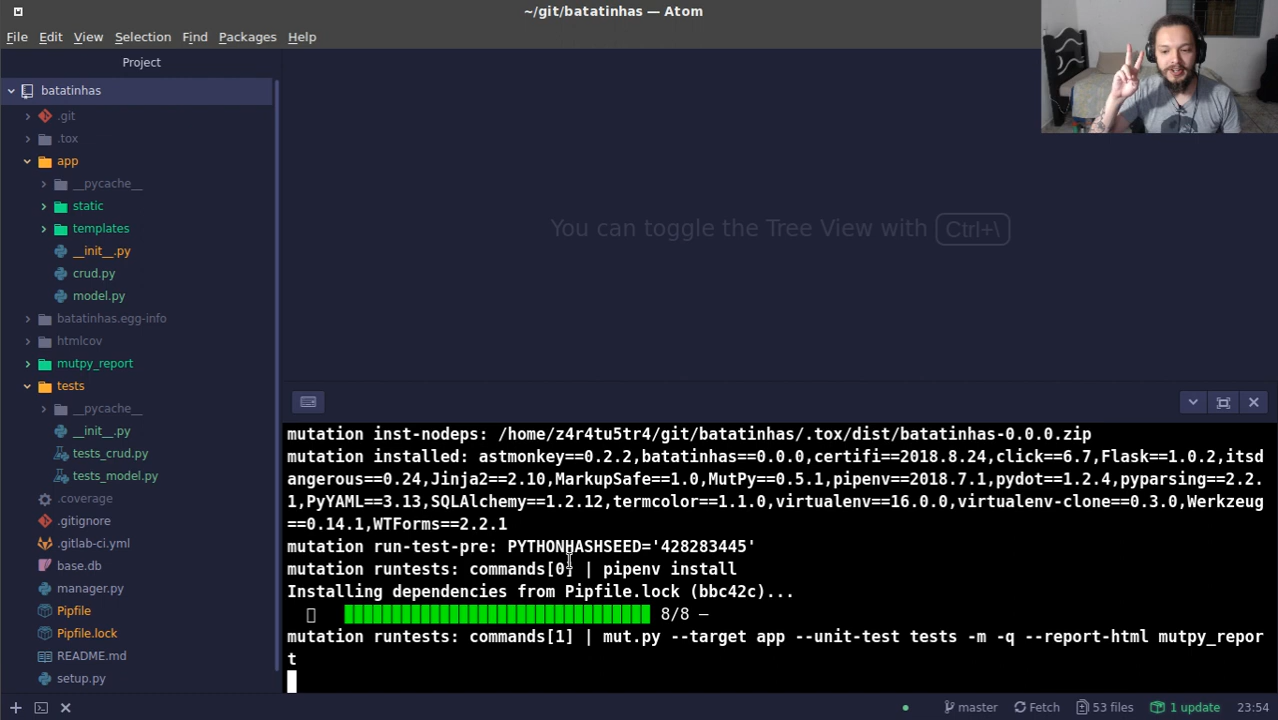 ~/git/batatinhas — Atom
File Edit View Selection Find Packages Help
Project
batatinhas
.git
.tox
app
__pycache__
static
templates
__init__.py
crud.py
model.py
batatinhas.egg-info
htmlcov
mutpy_report
tests
__pycache__
__init__.py
tests_crud.py
tests_model.py
.coverage
.gitignore
.gitlab-ci.yml
base.db
manager.py
Pipfile
Pipfile.lock
README.md
setup.py
You can toggle the Tree View with Ctrl+\
mutation inst-nodeps: /home/z4r4tu5tr4/git/batatinhas/.tox/dist/batatinhas-0.0.0.zip
mutation installed: astmonkey==0.2.2,batatinhas==0.0.0,certifi==2018.8.24,click==6.7,Flask==1.0.2,itsd
angerous==0.24,Jinja2==2.10,MarkupSafe==1.0,MutPy==0.5.1,pipenv==2018.7.1,pydot==1.2.4,pyparsing==2.2.
1,PyYAML==3.13,SQLAlchemy==1.2.12,termcolor==1.1.0,virtualenv==16.0.0,virtualenv-clone==0.3.0,Werkzeug
==0.14.1,WTForms==2.2.1
mutation run-test-pre: PYTHONHASHSEED='428283445'
mutation runtests: commands[0] | pipenv install
Installing dependencies from Pipfile.lock (bbc42c)...
8/8 —
mutation runtests: commands[1] | mut.py --target app --unit-test tests -m -q --report-html mutpy_repor
t
master Fetch 53 files 1 update 23:54